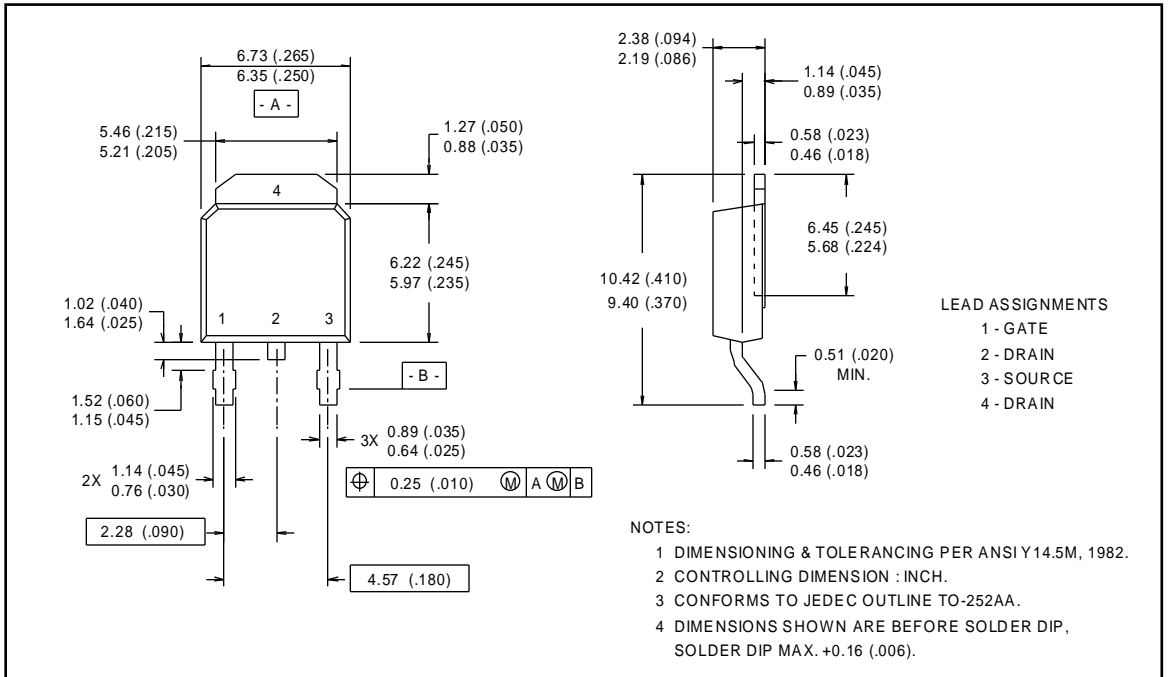 6.73 (.265)
6.35 (.250)
- A -
5.46 (.215)
5.21 (.205)
1.27 (.050)
0.88 (.035)
4
6.22 (.245)
5.97 (.235)
1.02 (.040)
1.64 (.025)
1 2 3
- B -
1.52 (.060)
1.15 (.045)
3X 0.89 (.035)
0.64 (.025)
2X 1.14 (.045)
0.76 (.030)
⌖ 0.25 (.010) Ⓜ A Ⓜ B
2.28 (.090)
4.57 (.180)
2.38 (.094)
2.19 (.086)
1.14 (.045)
0.89 (.035)
0.58 (.023)
0.46 (.018)
6.45 (.245)
5.68 (.224)
10.42 (.410)
9.40 (.370)
0.51 (.020)
MIN.
0.58 (.023)
0.46 (.018)
LEAD ASSIGNMENTS
1 - GATE
2 - DRAIN
3 - SOURCE
4 - DRAIN
NOTES:
1 DIMENSIONING & TOLERANCING PER ANSI Y14.5M, 1982.
2 CONTROLLING DIMENSION : INCH.
3 CONFORMS TO JEDEC OUTLINE TO-252AA.
4 DIMENSIONS SHOWN ARE BEFORE SOLDER DIP,
SOLDER DIP MAX. +0.16 (.006).